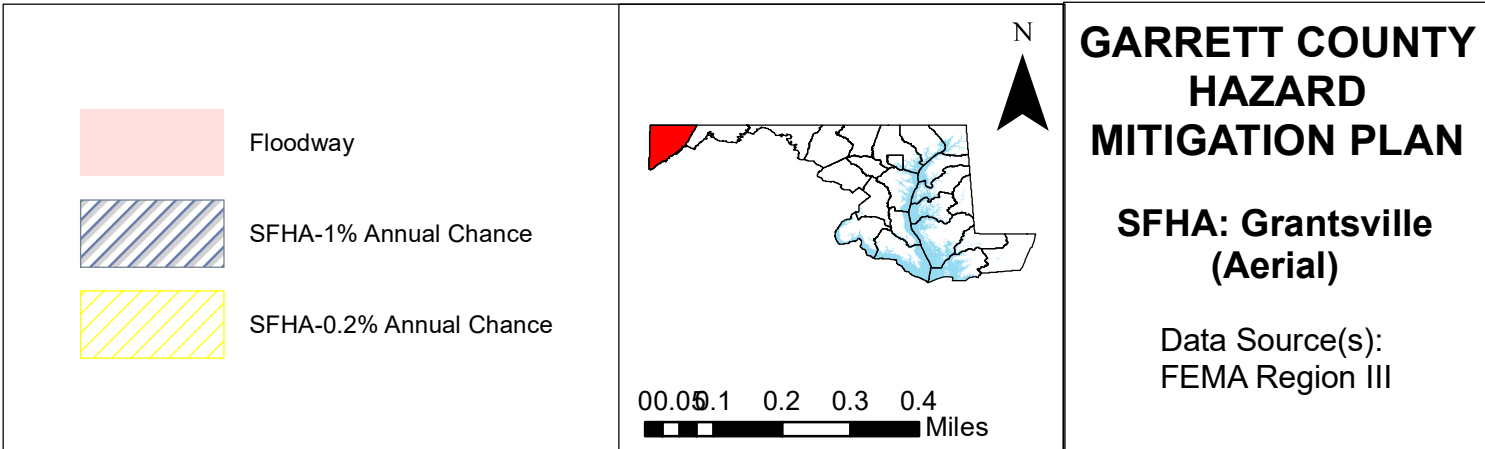 Floodway
SFHA-1% Annual Chance
SFHA-0.2% Annual Chance
N
00.050.1 0.2 0.3 0.4
Miles
GARRETT COUNTY
HAZARD
MITIGATION PLAN
SFHA: Grantsville
(Aerial)
Data Source(s):
FEMA Region III